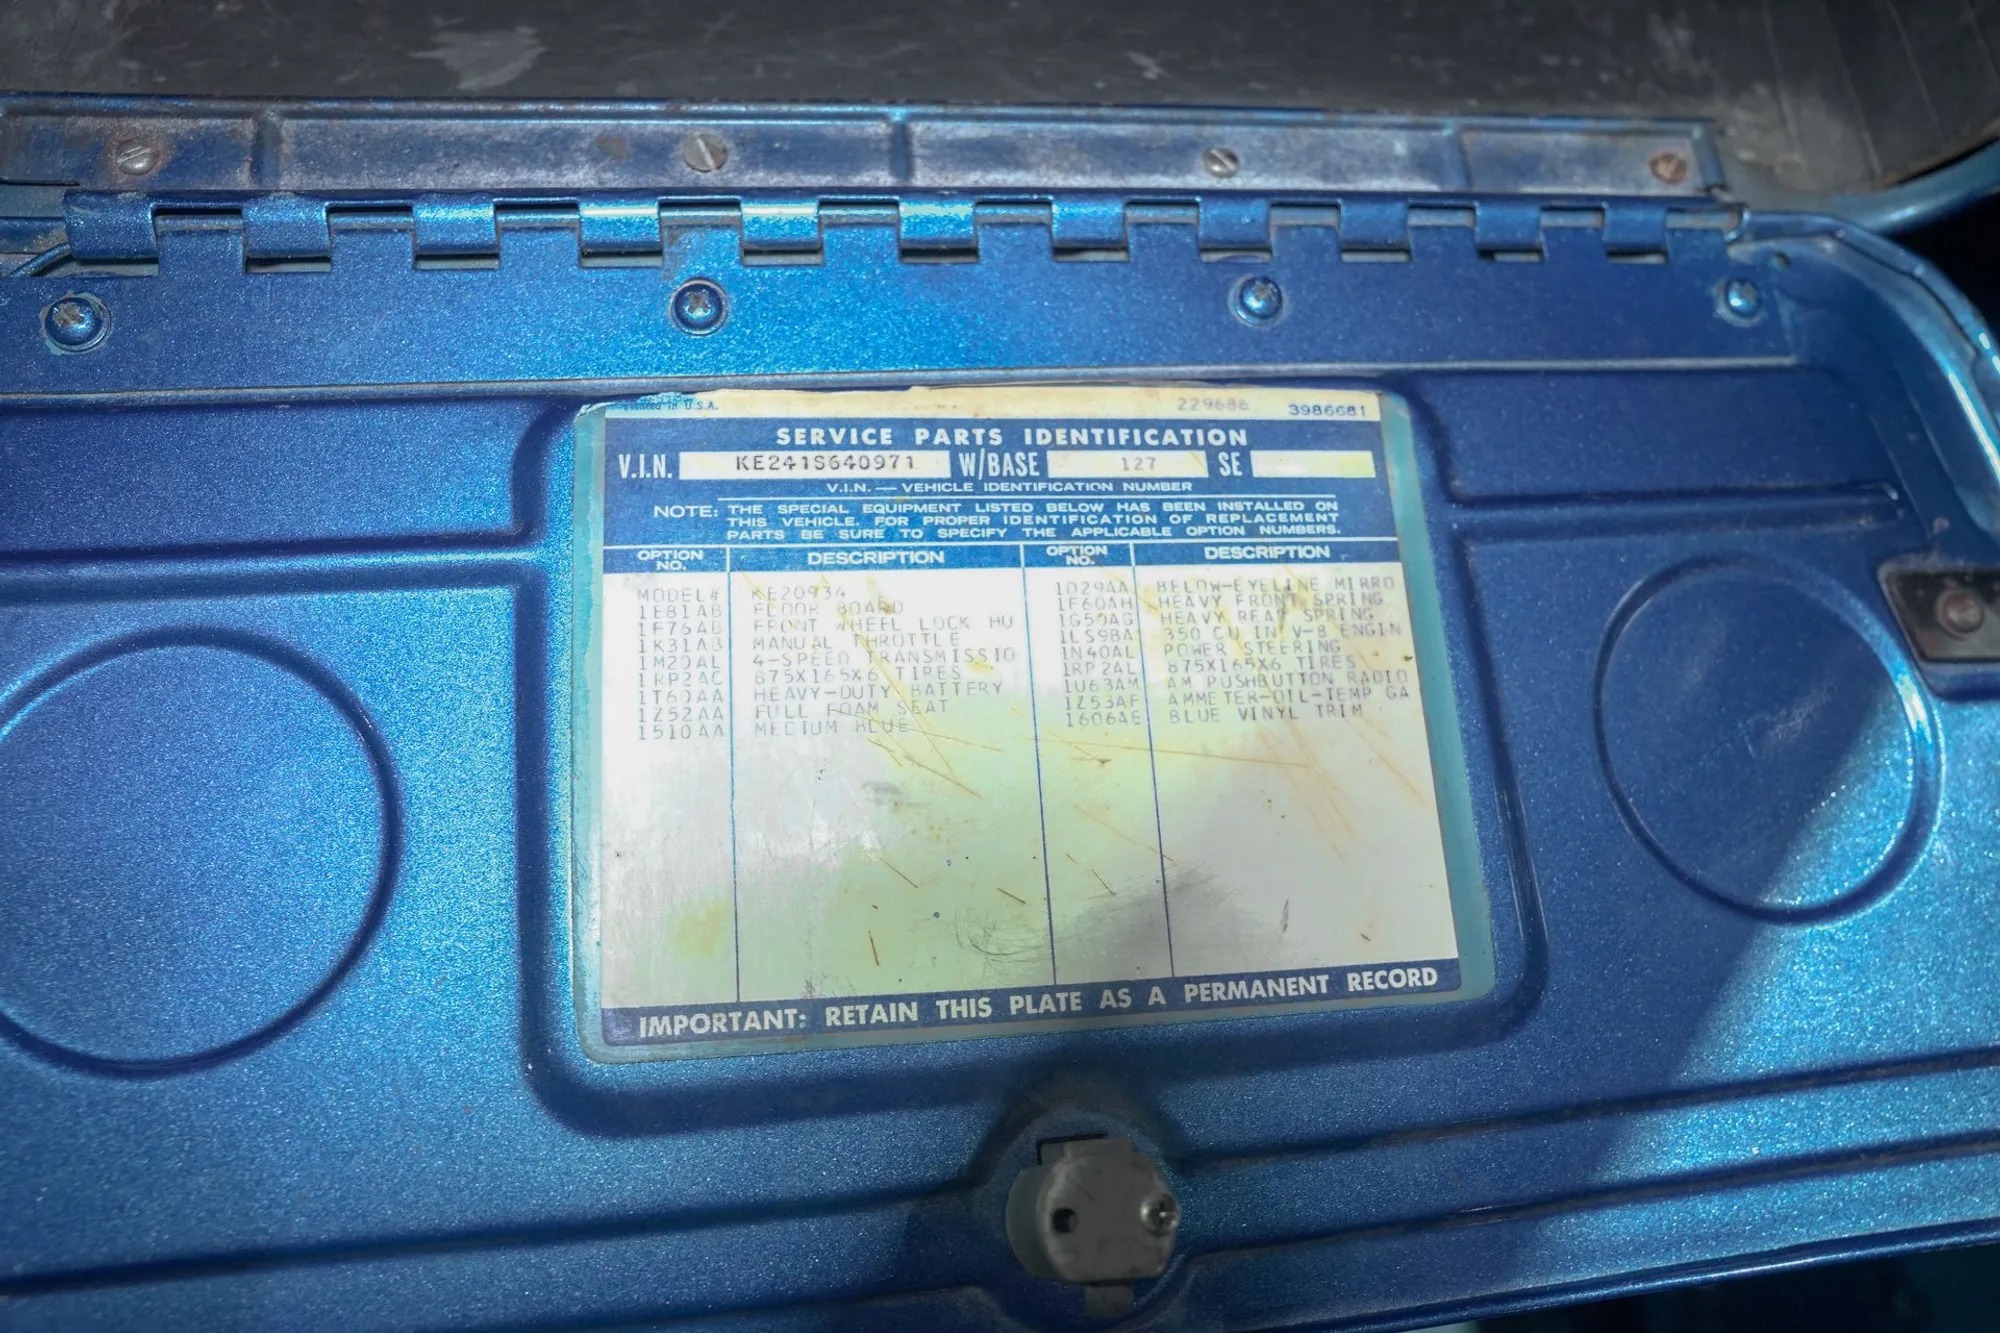 Printed in U.S.A. 229686 3986681
SERVICE PARTS IDENTIFICATION
V.I.N. KE241S640971 W/BASE 127 SE
V.I.N. — VEHICLE IDENTIFICATION NUMBER
NOTE: THE SPECIAL EQUIPMENT LISTED BELOW HAS BEEN INSTALLED ON
THIS VEHICLE. FOR PROPER IDENTIFICATION OF REPLACEMENT
PARTS BE SURE TO SPECIFY THE APPLICABLE OPTION NUMBERS.
OPTION NO. DESCRIPTION OPTION NO. DESCRIPTION
MODEL# KE20934 1D29AA BELOW-EYELINE MIRRO
1E81AB FLOOR BOARD 1F60AH HEAVY FRONT SPRING
1F76AB FRONT WHEEL LOCK HU 1G50AG HEAVY REAR SPRING
1K31AB MANUAL THROTTLE 1LS9BA 350 CU IN V-8 ENGIN
1M20AL 4-SPEED TRANSMISSIO 1N40AL POWER STEERING
1RP2AC 875X165X6 TIRES 1RP2AL 875X165X6 TIRES
1T60AA HEAVY-DUTY BATTERY 1U63AM AM PUSHBUTTON RADIO
1Z52AA FULL FOAM SEAT 1Z53AF AMMETER-OIL-TEMP GA
1510AA MEDIUM BLUE 1606AE BLUE VINYL TRIM
IMPORTANT: RETAIN THIS PLATE AS A PERMANENT RECORD